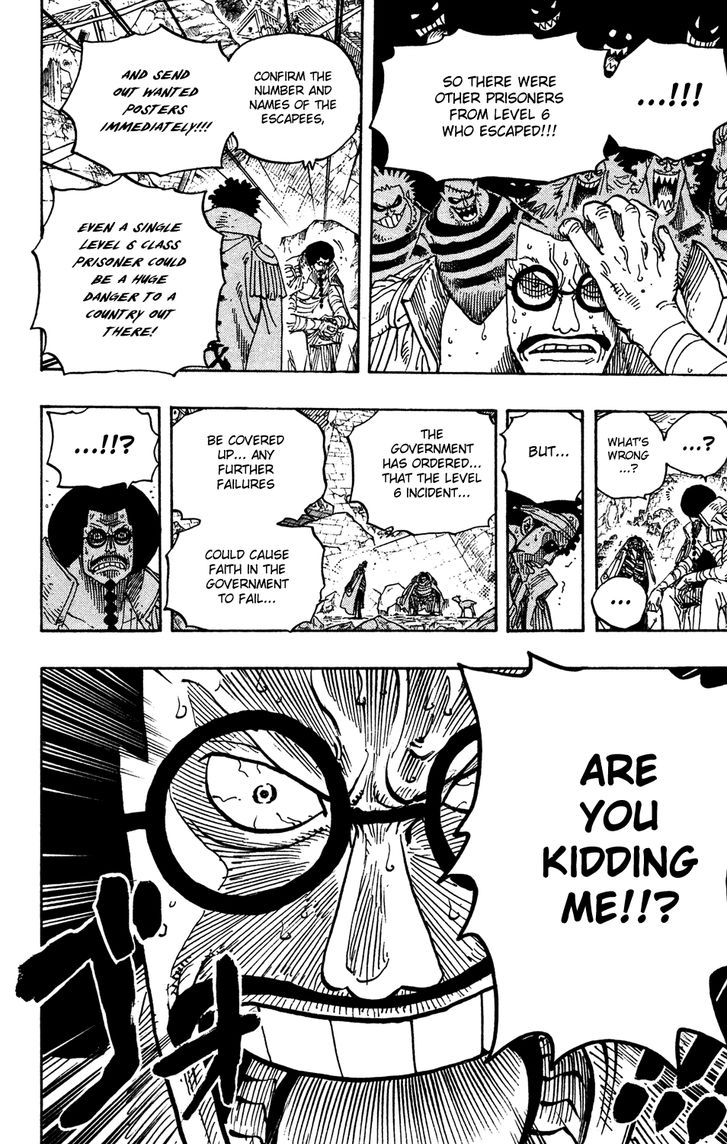 ...!!!
SO THERE WERE
OTHER PRISONERS
FROM LEVEL 6
WHO ESCAPED!!!
CONFIRM THE
NUMBER AND
NAMES OF THE
ESCAPEES,
AND SEND
OUT WANTED
POSTERS
IMMEDIATELY!!!
EVEN A SINGLE
LEVEL 6 CLASS
PRISONER COULD
BE A HUGE
DANGER TO A
COUNTRY OUT
THERE!
...?
WHAT'S
WRONG
...?
...
BUT...
THE
GOVERNMENT
HAS ORDERED...
THAT THE LEVEL
6 INCIDENT...
BE COVERED
UP... ANY
FURTHER
FAILURES
COULD CAUSE
FAITH IN THE
GOVERNMENT
TO FAIL...
...!!?
ARE
YOU
KIDDING
ME!!?